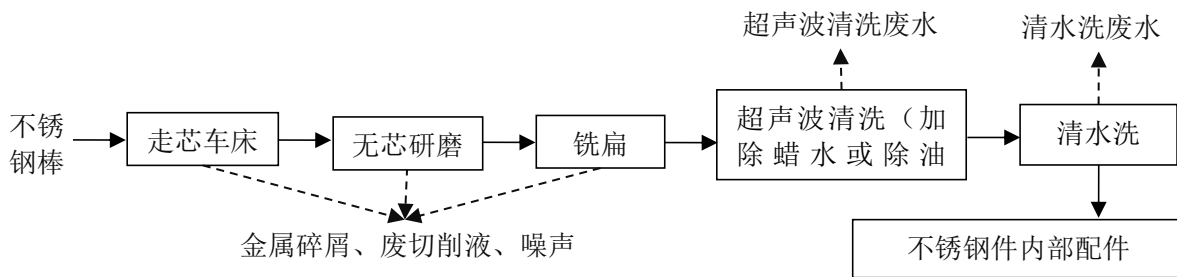 超声波清洗废水
清水洗废水
不锈
钢棒
走芯车床
无芯研磨
铣扁
超声波清洗（加
除蜡水或除油
清水洗
金属碎屑、废切削液、噪声
不锈钢件内部配件